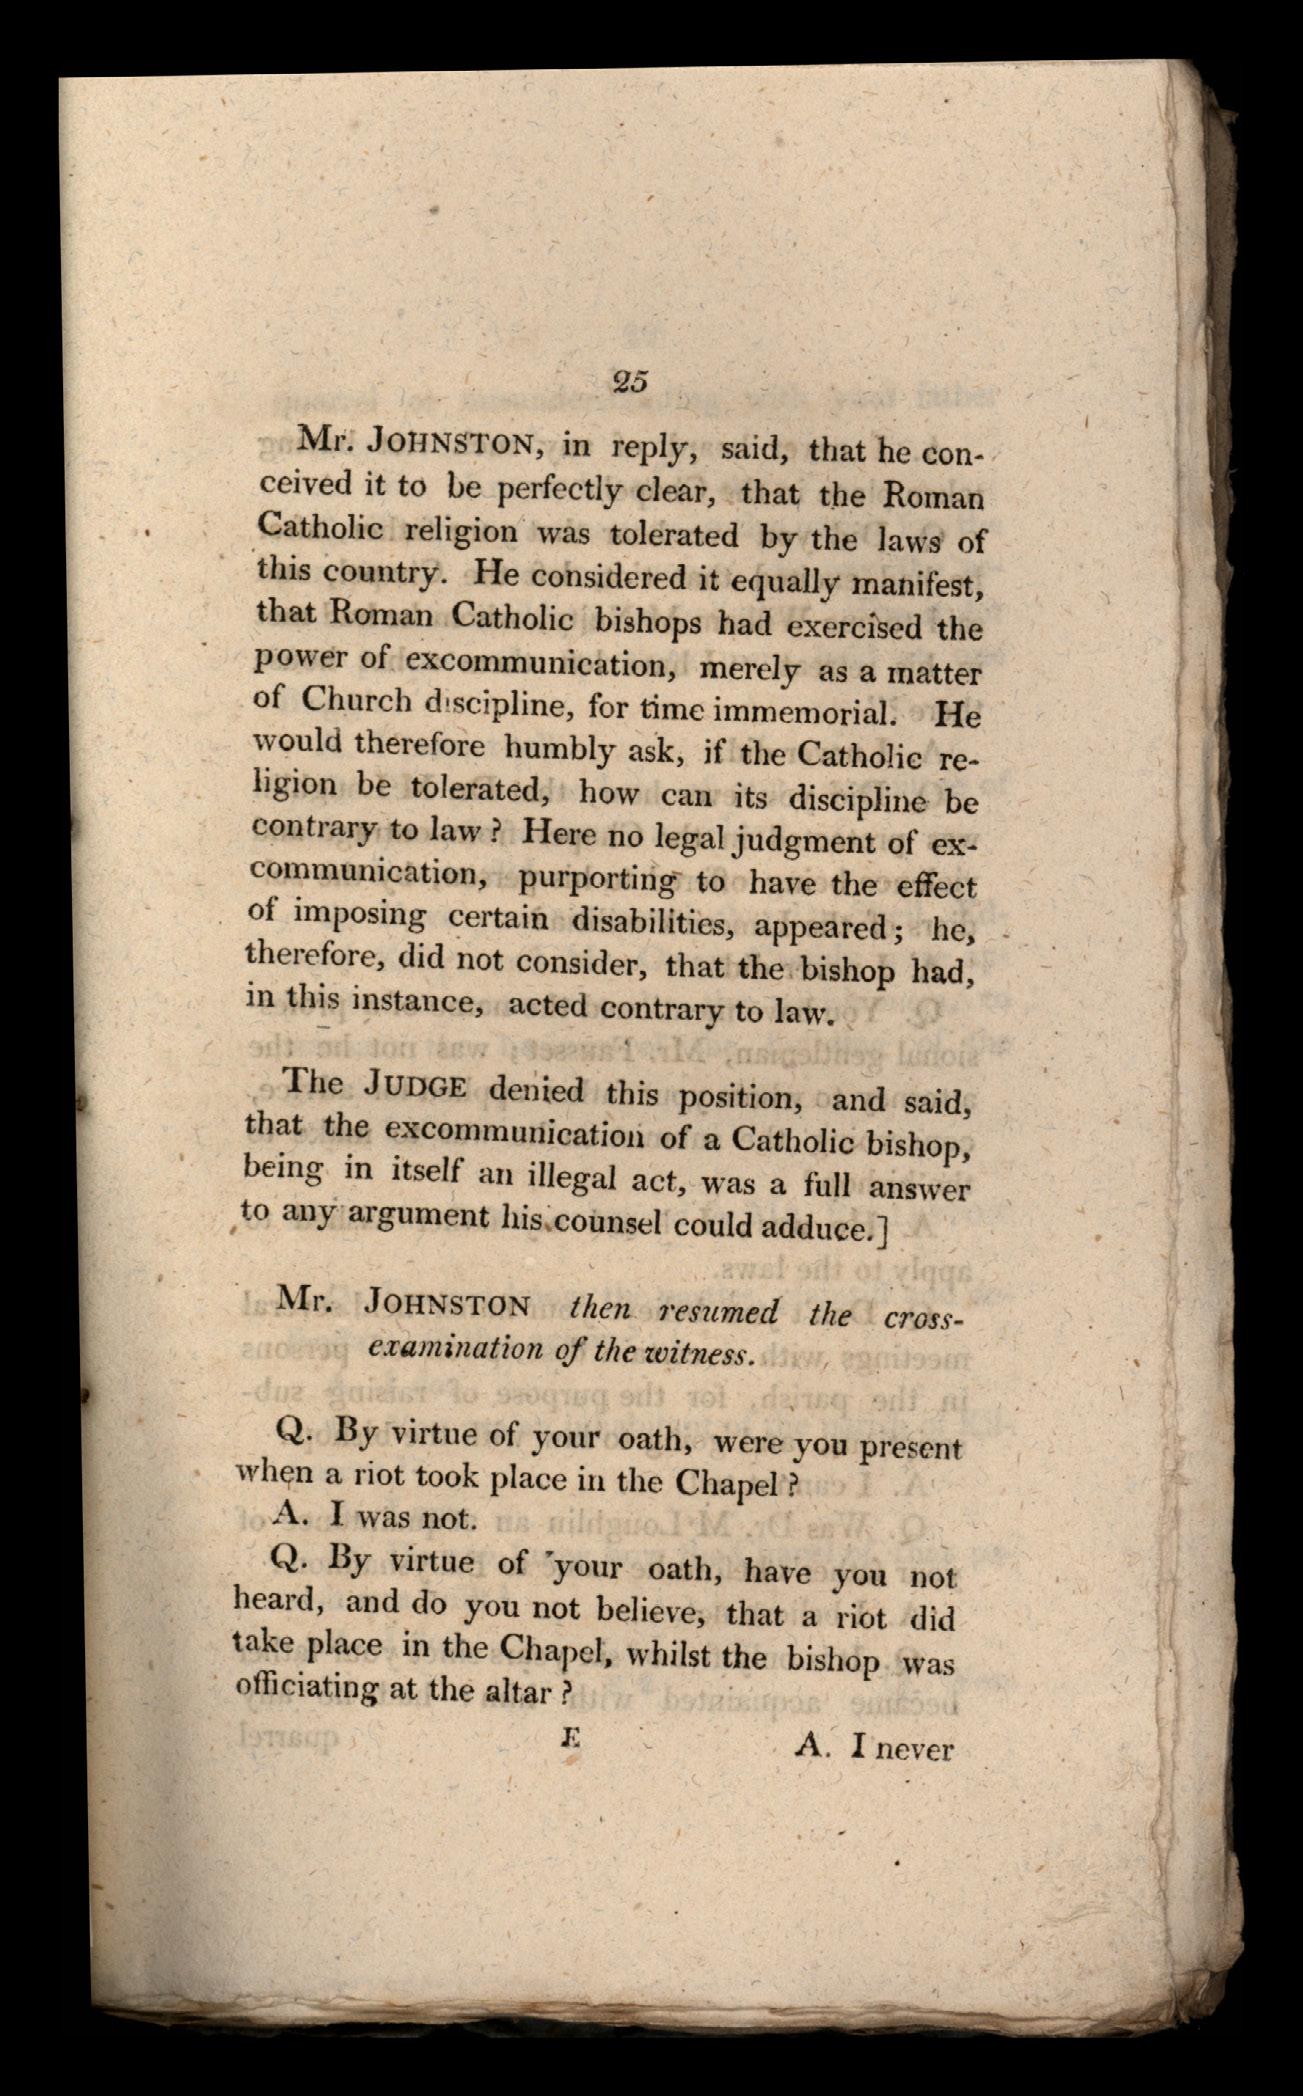 25
Mr. JOHNSTON, in reply, said, that he con-
ceived it to be perfectly clear, that the Roman
Catholic religion was tolerated by the laws of
this country. He considered it equally manifest,
that Roman Catholic bishops had exercised the
power of excommunication, merely as a matter
of Church discipline, for time immemorial. He
would therefore humbly ask, if the Catholic re-
ligion be tolerated, how can its discipline be
contrary to law? Here no legal judgment of ex-
communication, purporting to have the effect
of imposing certain disabilities, appeared; he,
therefore, did not consider, that the bishop had,
in this instance, acted contrary to law.
The JUDGE denied this position, and said,
that the excommunication of a Catholic bishop,
being in itself an illegal act, was a full answer
to any argument his counsel could adduce.]
Mr. JOHNSTON then resumed the cross-
examination of the witness.
Q. By virtue of your oath, were you present
when a riot took place in the Chapel?
A. I was not.
Q. By virtue of your oath, have you not
heard, and do you not believe, that a riot did
take place in the Chapel, whilst the bishop was
officiating at the altar?
E
A. I never